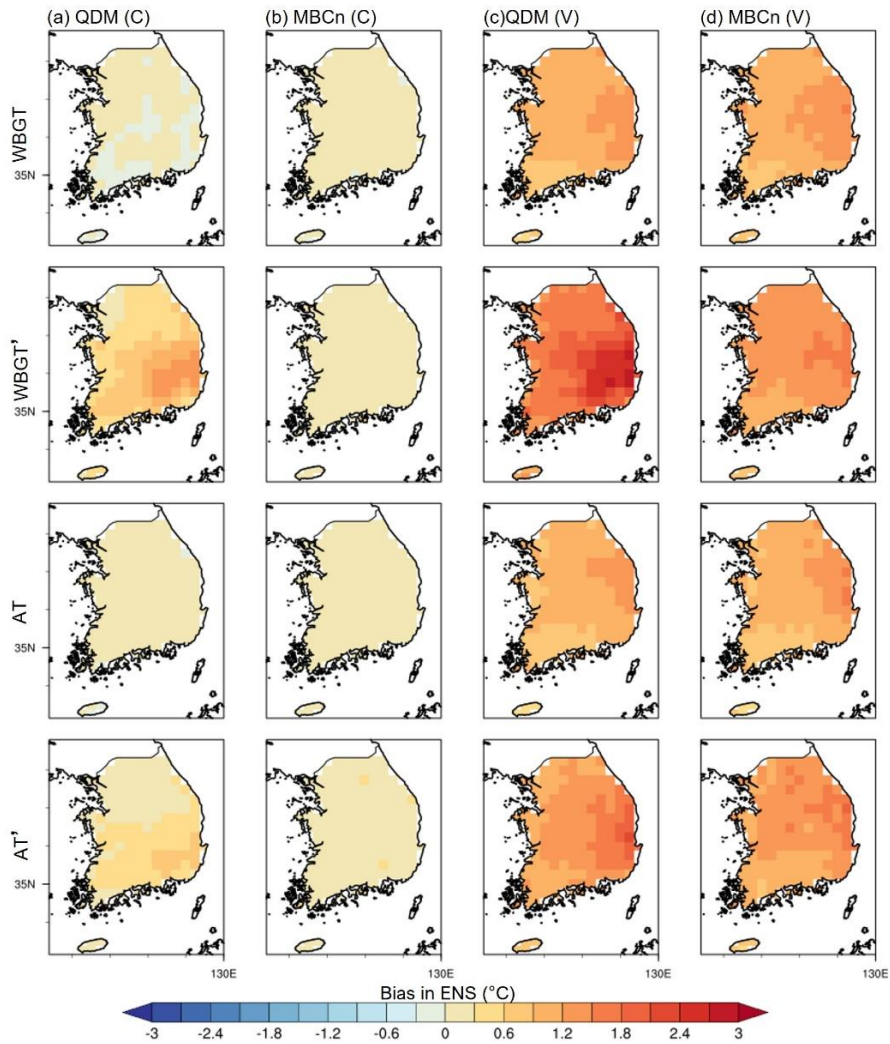 (a) QDM (C) (b) MBCn (C) (c)QDM (V) (d) MBCn (V)
WBGT
35N
WBGT’
35N
AT
35N
AT’
35N
130E 130E 130E 130E
Bias in ENS (°C)
-3 -2.4 -1.8 -1.2 -0.6 0 0.6 1.2 1.8 2.4 3